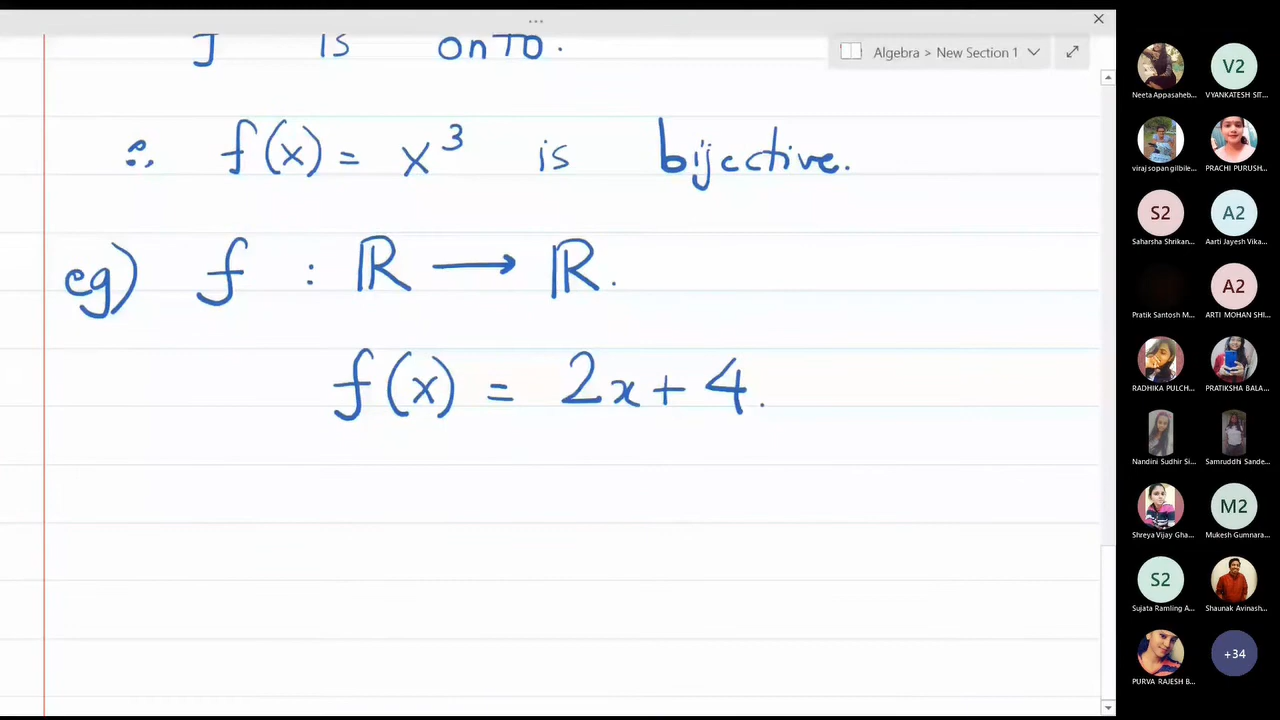 f is onto.
Algebra > New Section 1
∴ f(x) = x³ is bijective.
eg) f : ℝ ⟶ ℝ.
f(x) = 2x + 4.
V2
Neeta Appasaheb... VYANKATESH SIT...
viraj sopan gilbile... PRACHI PURUSH...
S2 A2
Saharsha Shrikan... Aarti Jayesh Vika...
A2
Pratik Santosh M... ARTI MOHAN SHI...
RADHIKA PULCH... PRATIKSHA BALA...
Nandini Sudhir Si... Samruddhi Sande...
M2
Shreya Vijay Gha... Mukesh Gumnara...
S2
Sujata Ramling A... Shaunak Avinash...
+34
PURVA RAJESH B...